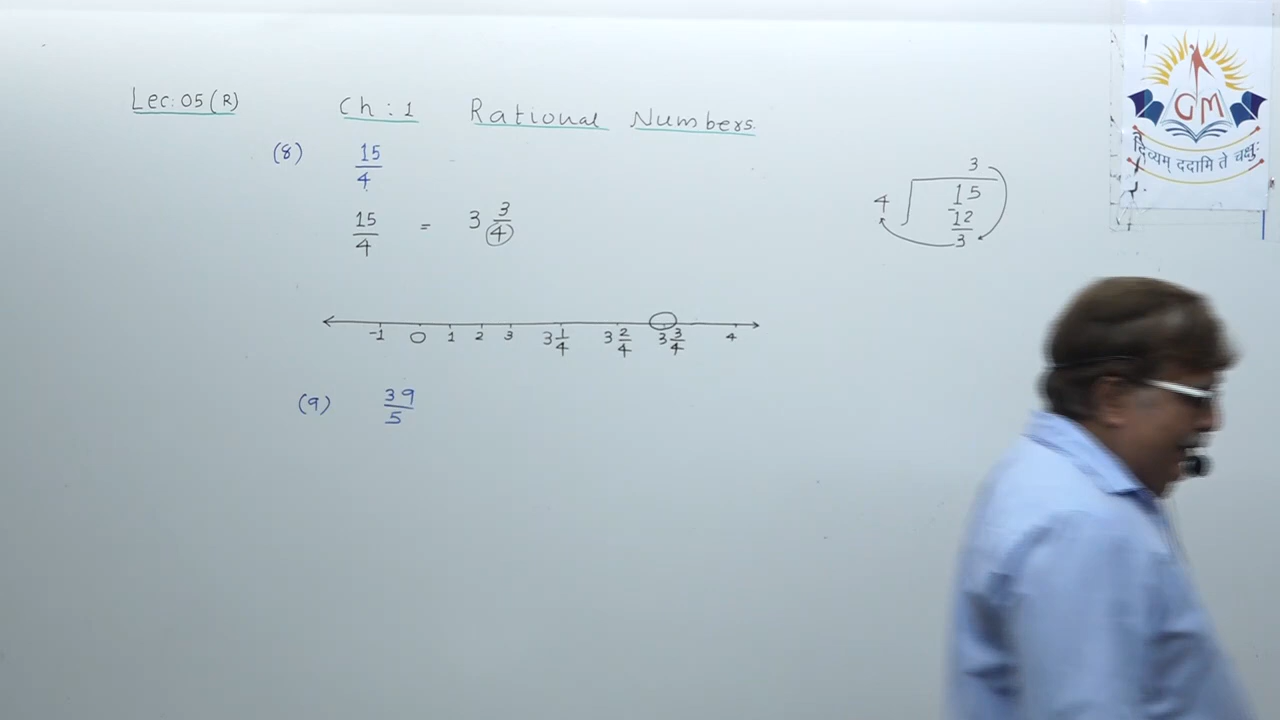 Lec: 05 (R)
Ch : 1 Rational Numbers.
(8) 15/4
15/4 = 3 3/4
3
4 15
-12
3
-1 0 1 2 3 3 1/4 3 2/4 3 3/4 4
(9) 39/5
GM
दिव्यम् ददामि ते चक्षुः